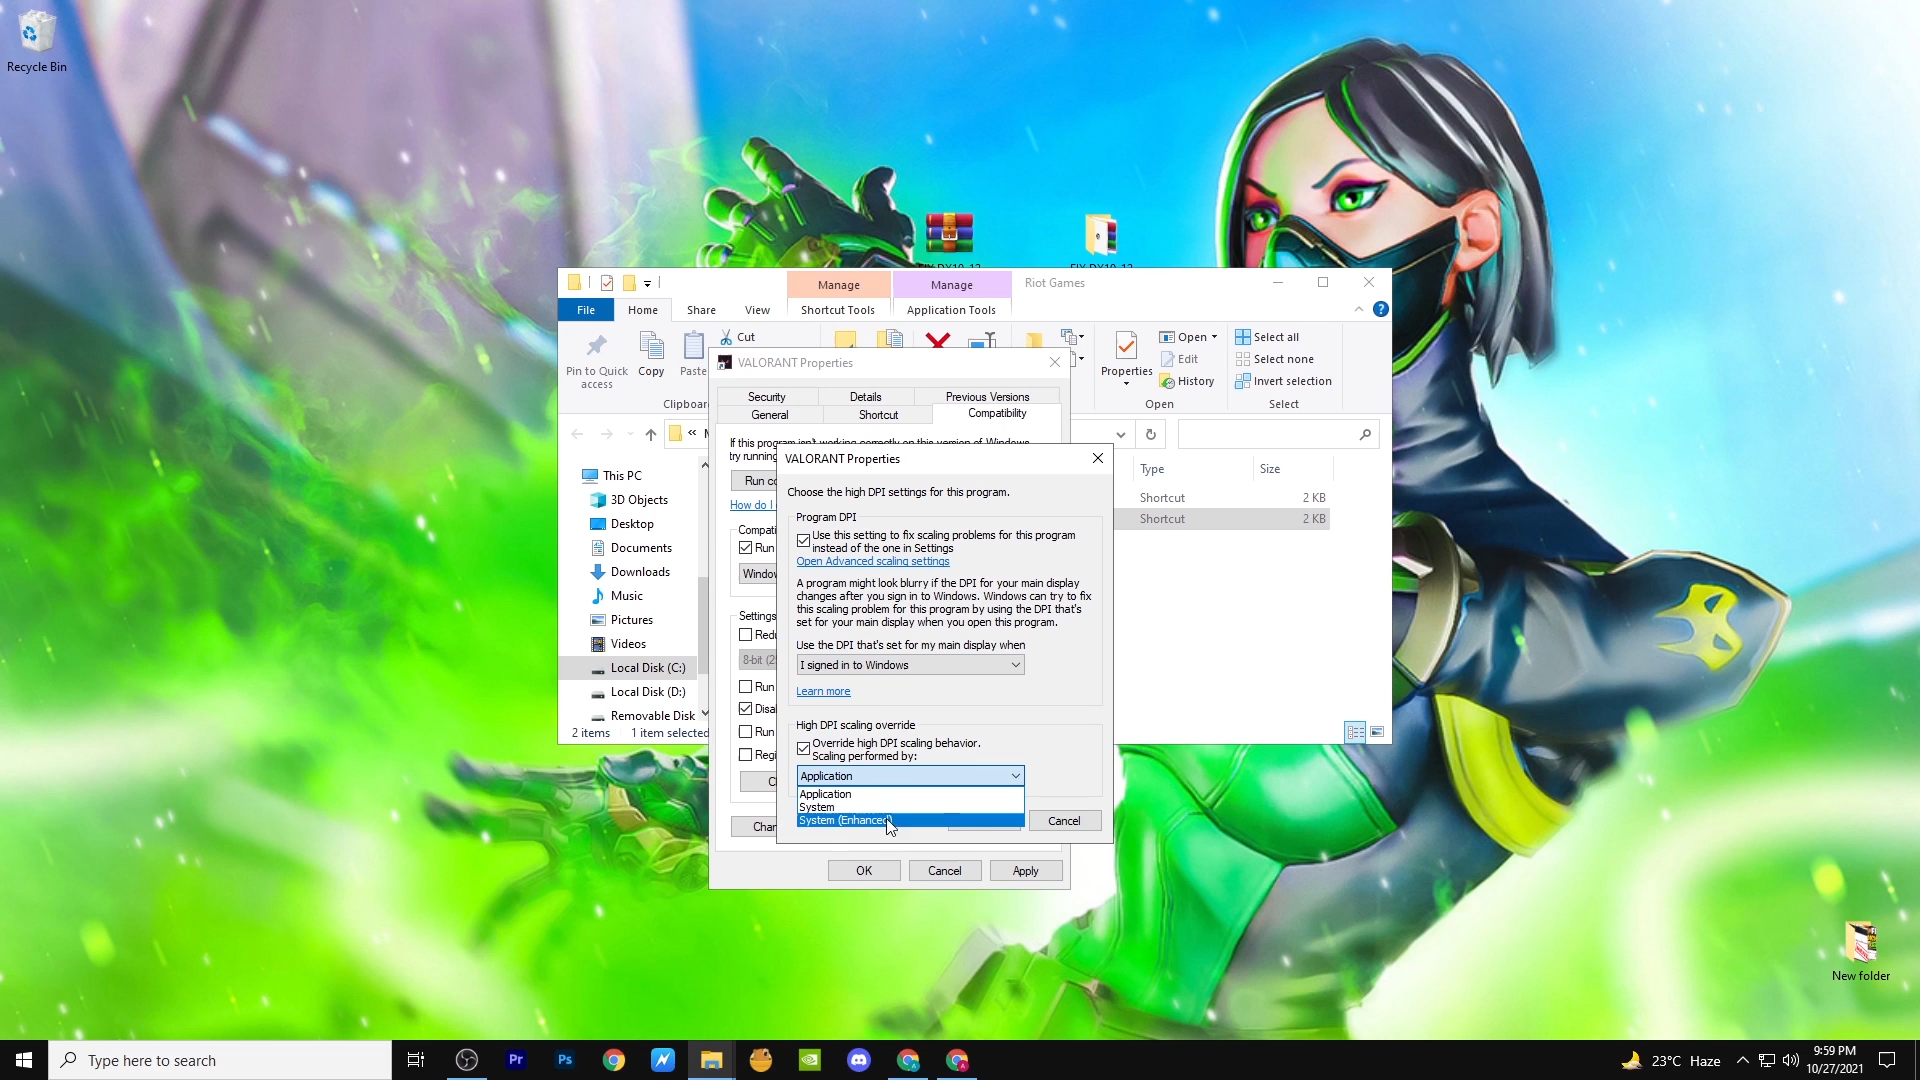 Recycle Bin
Manage
Manage
Riot Games
File
Home
Share
View
Shortcut Tools
Application Tools
Pin to Quick
access
Copy
Paste
Cut
Properties
Open
Edit
History
Select all
Select none
Invert selection
Open
Select
VALORANT Properties
Security
Details
Previous Versions
General
Shortcut
Compatibility
try running
How do I
Run
Run
Run
VALORANT Properties
Choose the high DPI settings for this program.
Program DPI
Use this setting to fix scaling problems for this program
instead of the one in Settings
Open Advanced scaling settings
A program might look blurry if the DPI for your main display
changes after you sign in to Windows. Windows can try to fix
this scaling problem for this program by using the DPI that's
set for your main display when you open this program.
Use the DPI that's set for my main display when
I signed in to Windows
Learn more
High DPI scaling override
Override high DPI scaling behavior.
Scaling performed by:
Application
Application
System
System (Enhanced)
Cancel
OK
Cancel
Apply
Type
Size
Shortcut
2 KB
Shortcut
2 KB
This PC
3D Objects
Desktop
Documents
Downloads
Music
Pictures
Videos
Local Disk (C:)
Local Disk (D:)
Removable Disk
2 items
1 item selected
New folder
Type here to search
Pr
Ps
23°C Haze
9:59 PM
10/27/2021